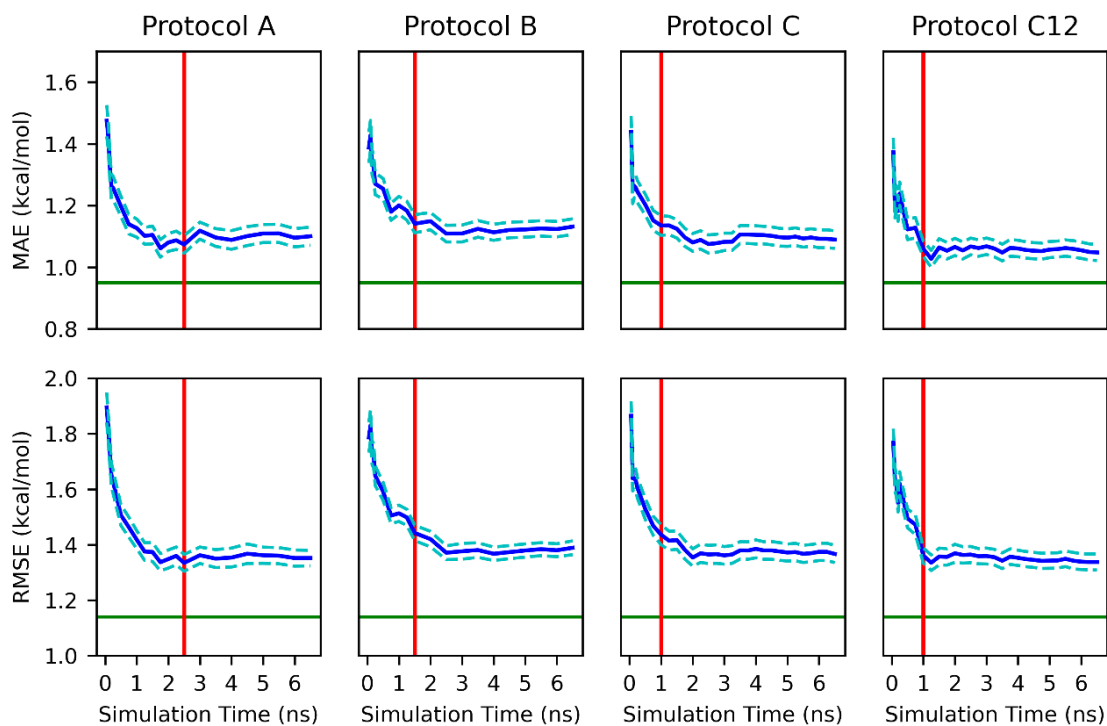 Protocol A Protocol B Protocol C Protocol C12
MAE (kcal/mol)
1.6
1.4
1.2
1.0
0.8
RMSE (kcal/mol)
2.0
1.8
1.6
1.4
1.2
1.0
0 1 2 3 4 5 6 0 1 2 3 4 5 6 0 1 2 3 4 5 6 0 1 2 3 4 5 6
Simulation Time (ns) Simulation Time (ns) Simulation Time (ns) Simulation Time (ns)